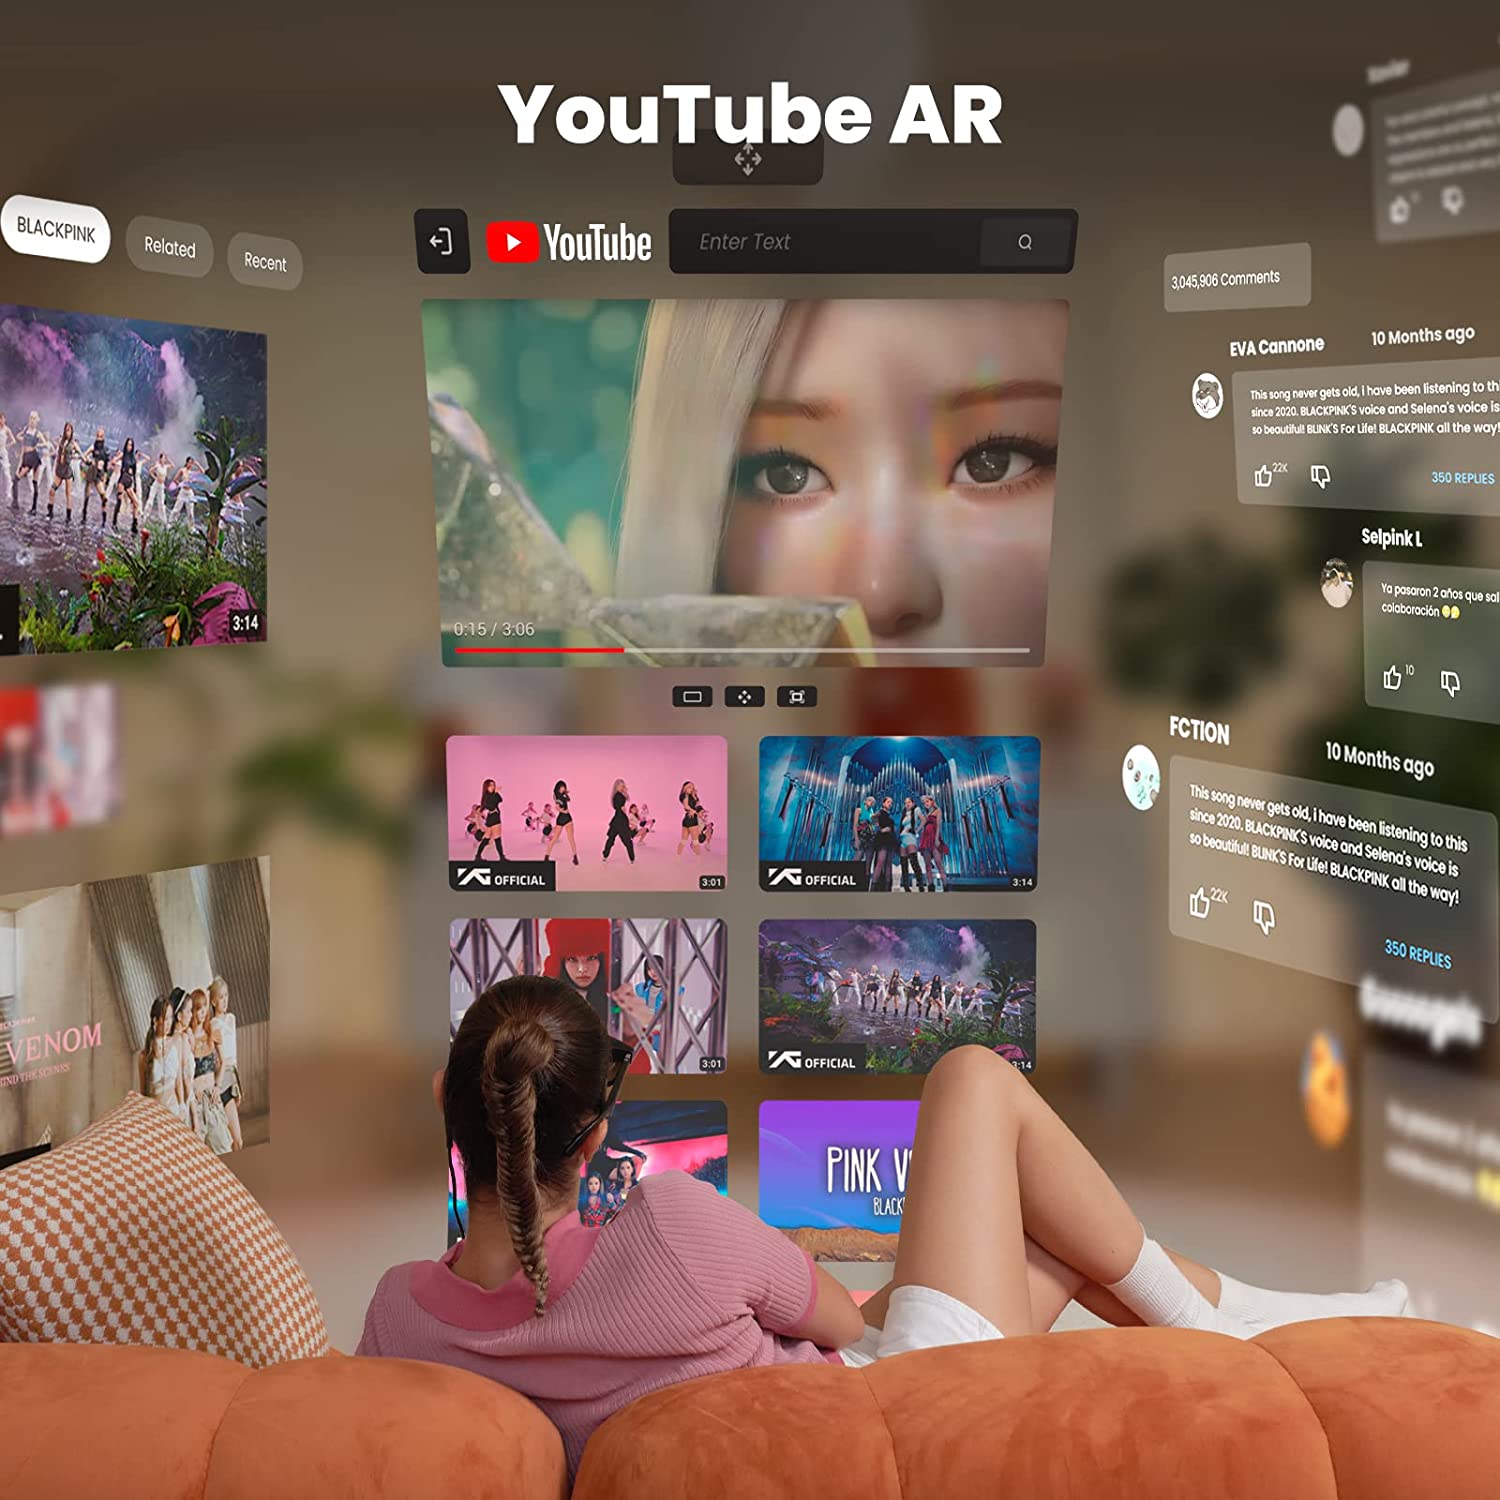 YouTube AR
BLACKPINK
Related
Recent
YouTube
Enter Text
3:14
0:15 / 3:06
OFFICIAL
3:01
OFFICIAL
3:14
3:01
OFFICIAL
3:14
PINK V
BLACK
VENOM
3,045,906 Comments
EVA Cannone
10 Months ago
This song never gets old, i have been listening to th
since 2020. BLACKPINK'S voice and Selena's voice is
so beautiful! BLINK'S For Life! BLACKPINK all the way!
22K
350 REPLIES
Selpink L
Ya pasaron 2 años que sal
colaboración
10
FCTION
10 Months ago
This song never gets old, i have been listening to this
since 2020. BLACKPINK'S voice and Selena's voice is
so beautiful! BLINK'S For Life! BLACKPINK all the way!
22K
350 REPLIES